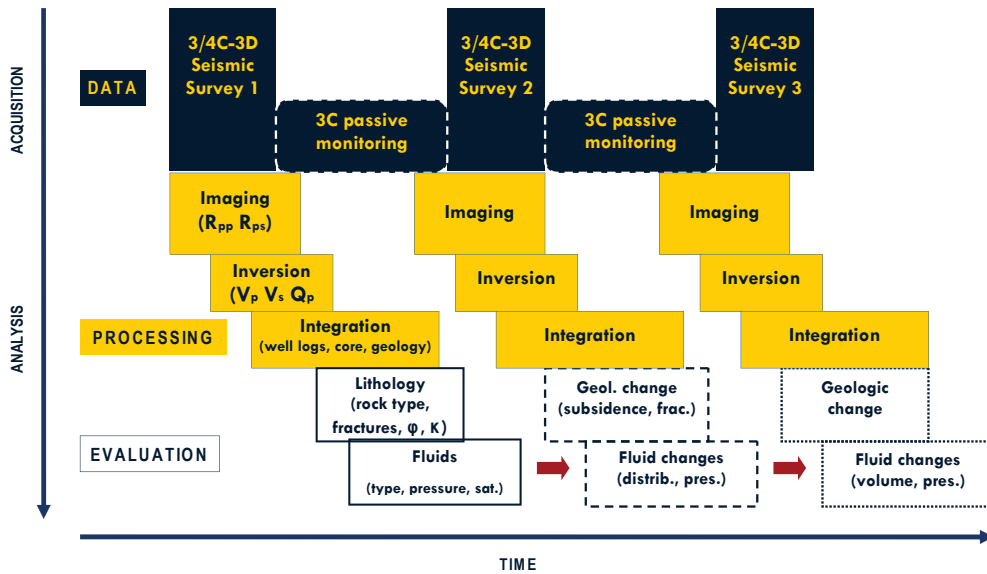 ACQUISITION
ANALYSIS
DATA
3/4C-3D
Seismic
Survey 1
3C passive
monitoring
3/4C-3D
Seismic
Survey 2
3C passive
monitoring
3/4C-3D
Seismic
Survey 3
Imaging
(Rpp Rps)
Imaging
Imaging
Inversion
(Vp Vs Qp
Inversion
Inversion
PROCESSING
Integration
(well logs, core, geology)
Integration
Integration
Lithology
(rock type,
fractures, φ, κ)
Geol. change
(subsidence, frac.)
Geologic
change
EVALUATION
Fluids
(type, pressure, sat.)
Fluid changes
(distrib., pres.)
Fluid changes
(volume, pres.)
TIME